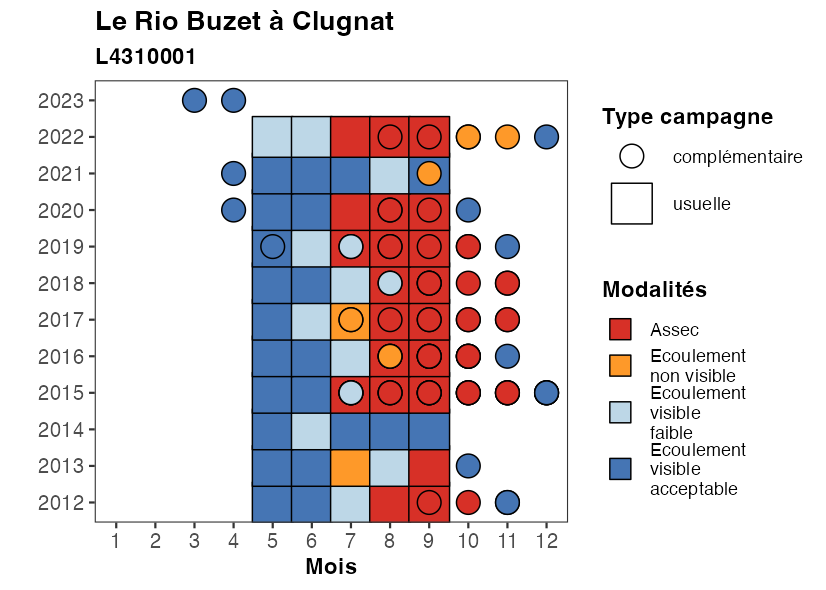 Le Rio Buzet à Clugnat
L4310001
2023
2022
2021
2020
2019
2018
2017
2016
2015
2014
2013
2012
1 2 3 4 5 6 7 8 9 10 11 12
Mois
Type campagne
complémentaire
usuelle
Modalités
Assec
Ecoulement
non visible
Ecoulement
visible
faible
Ecoulement
visible
acceptable